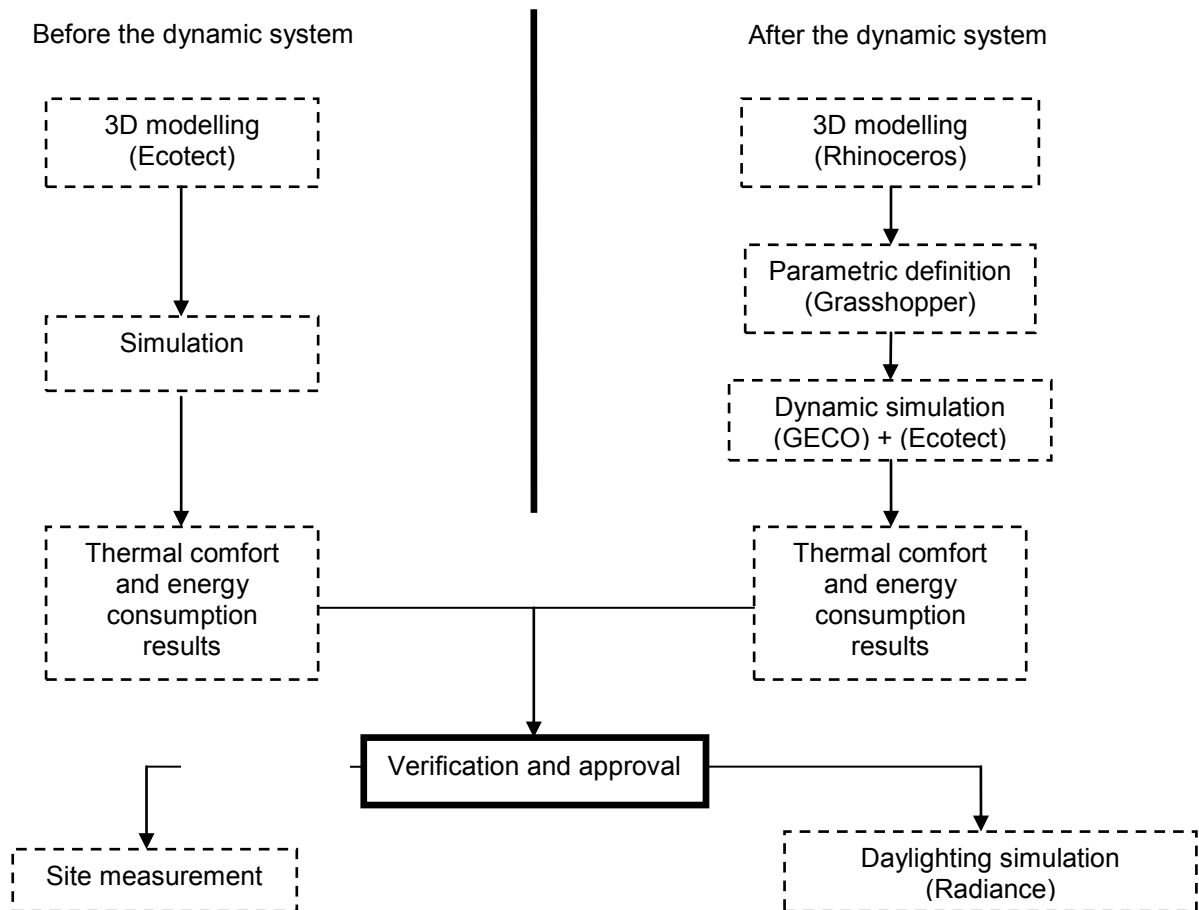 Before the dynamic system
After the dynamic system
3D modelling
(Ecotect)
3D modelling
(Rhinoceros)
Parametric definition
(Grasshopper)
Simulation
Dynamic simulation
(GECO) + (Ecotect)
Thermal comfort
and energy
consumption
results
Thermal comfort
and energy
consumption
results
Verification and approval
Site measurement
Daylighting simulation
(Radiance)